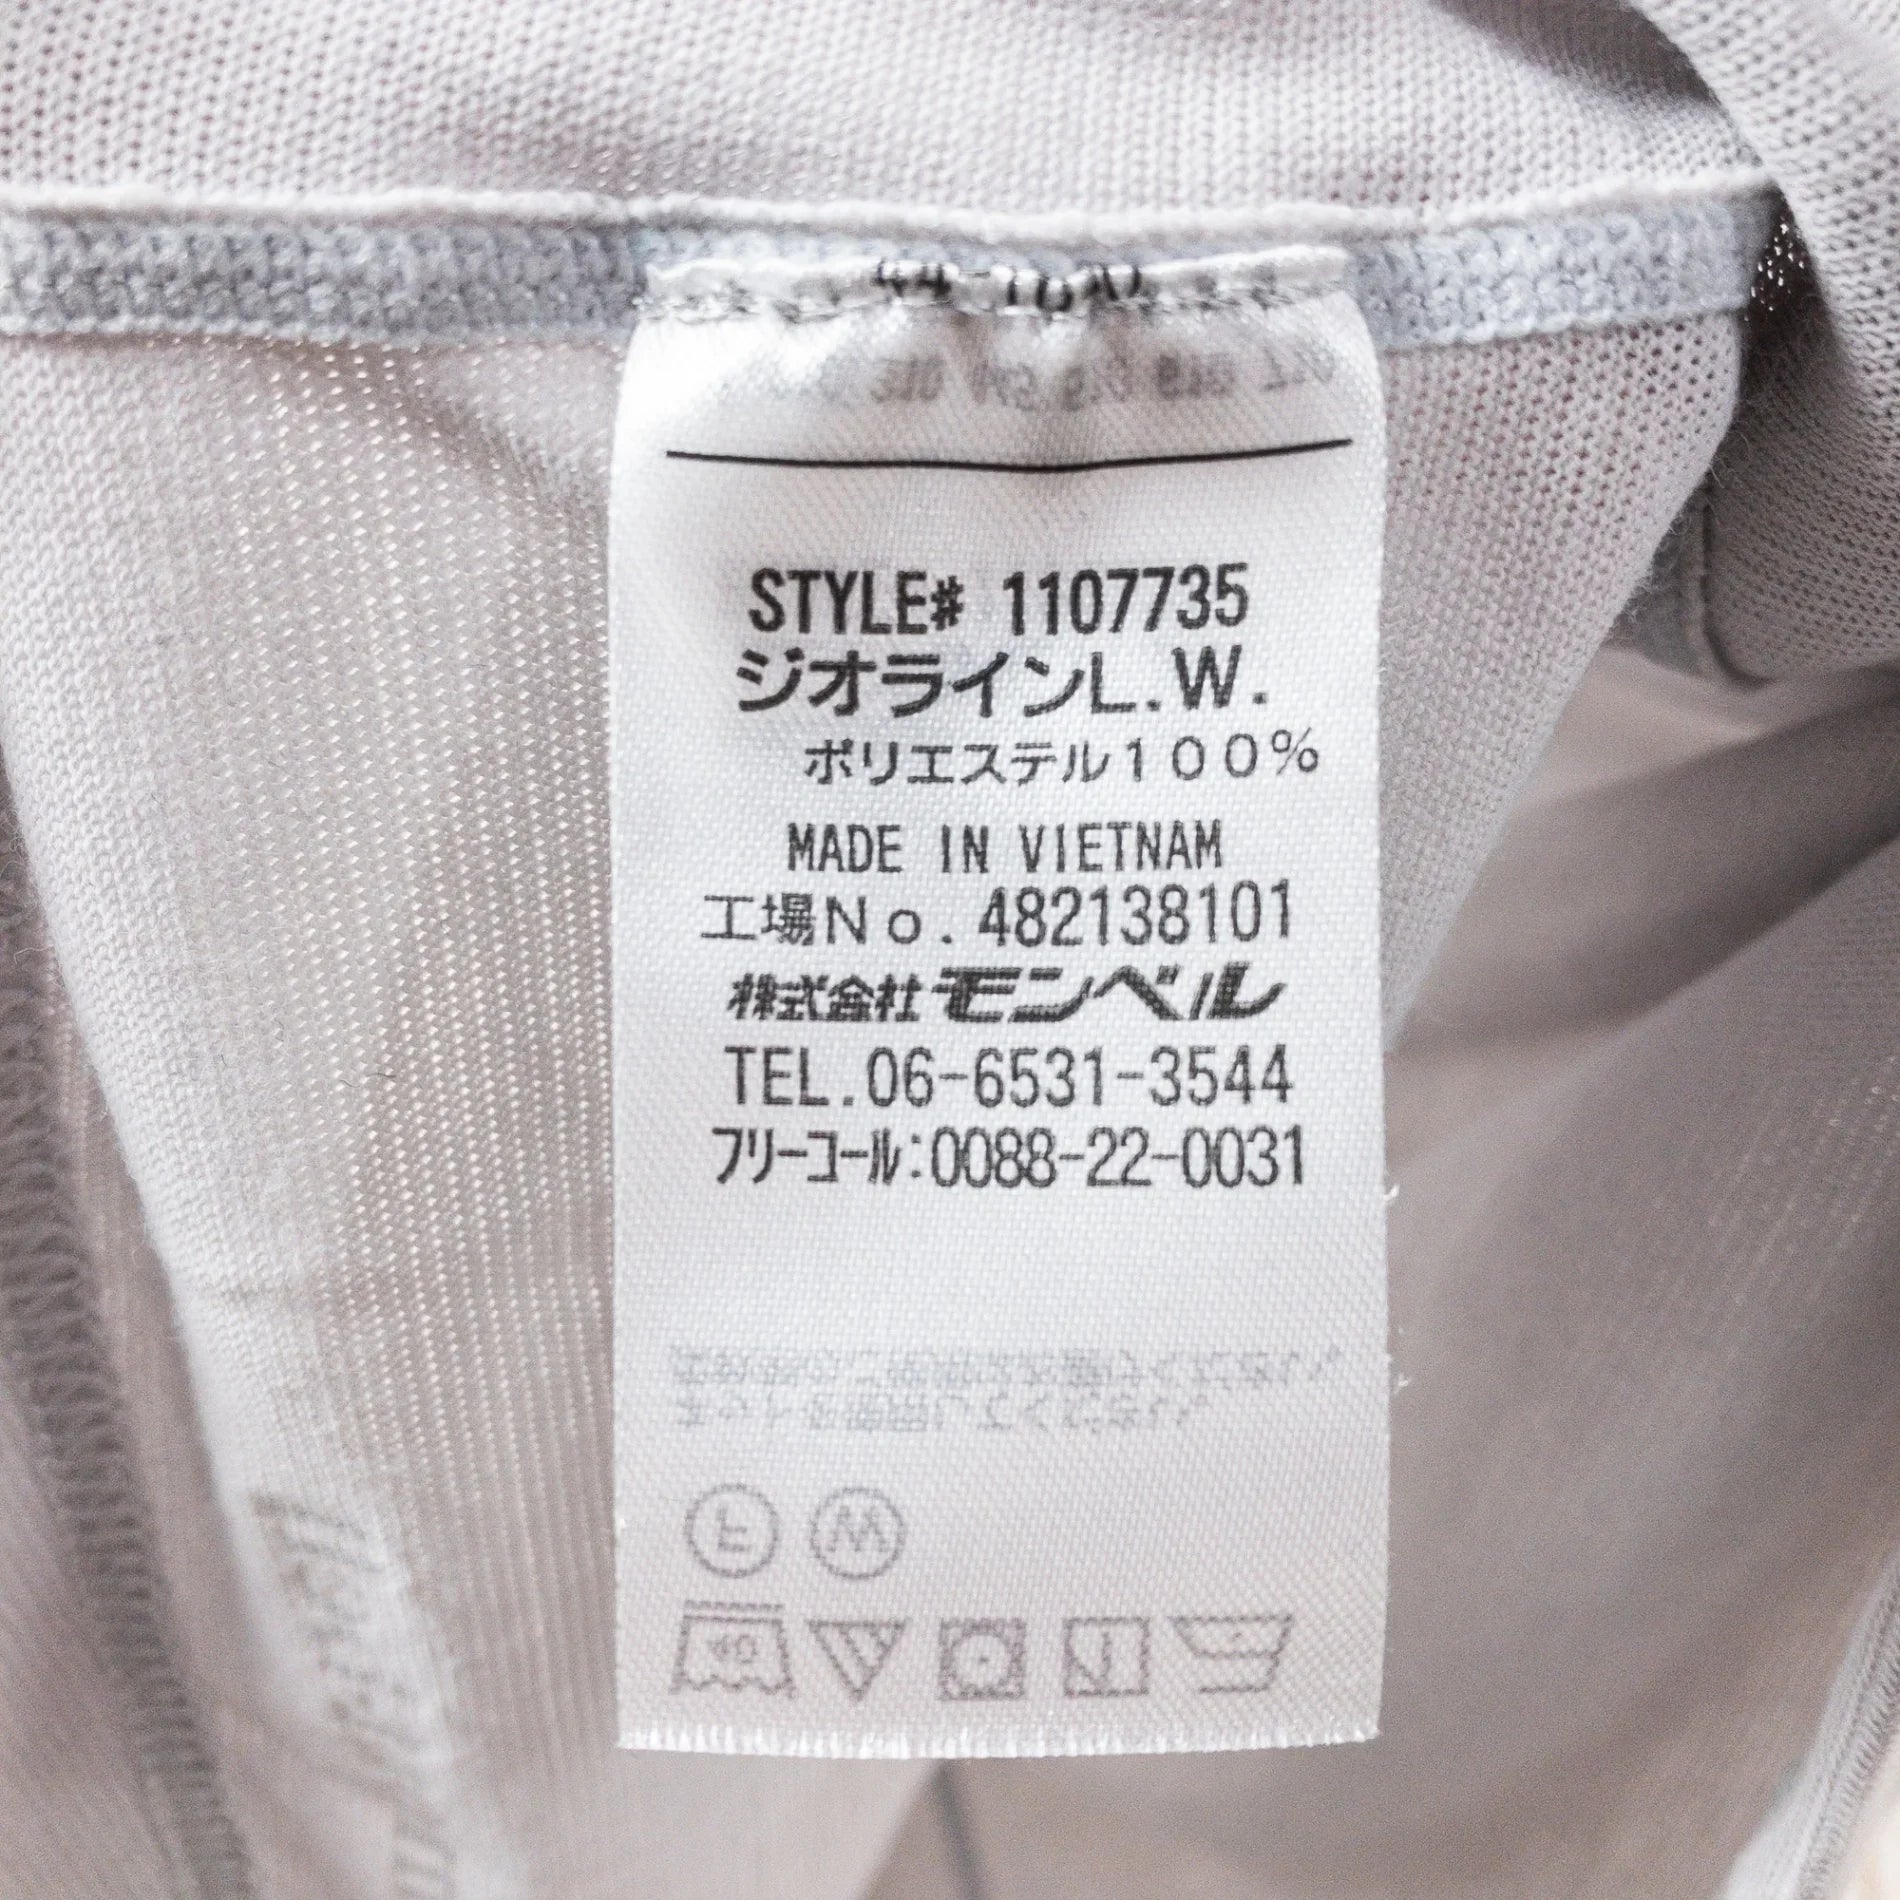 STYLE# 1107735
ジオラインL.W.
ポリエステル100%
MADE IN VIETNAM
工場No.482138101
株式会社モンベル
TEL.06-6531-3544
フリーコール:0088-22-0031